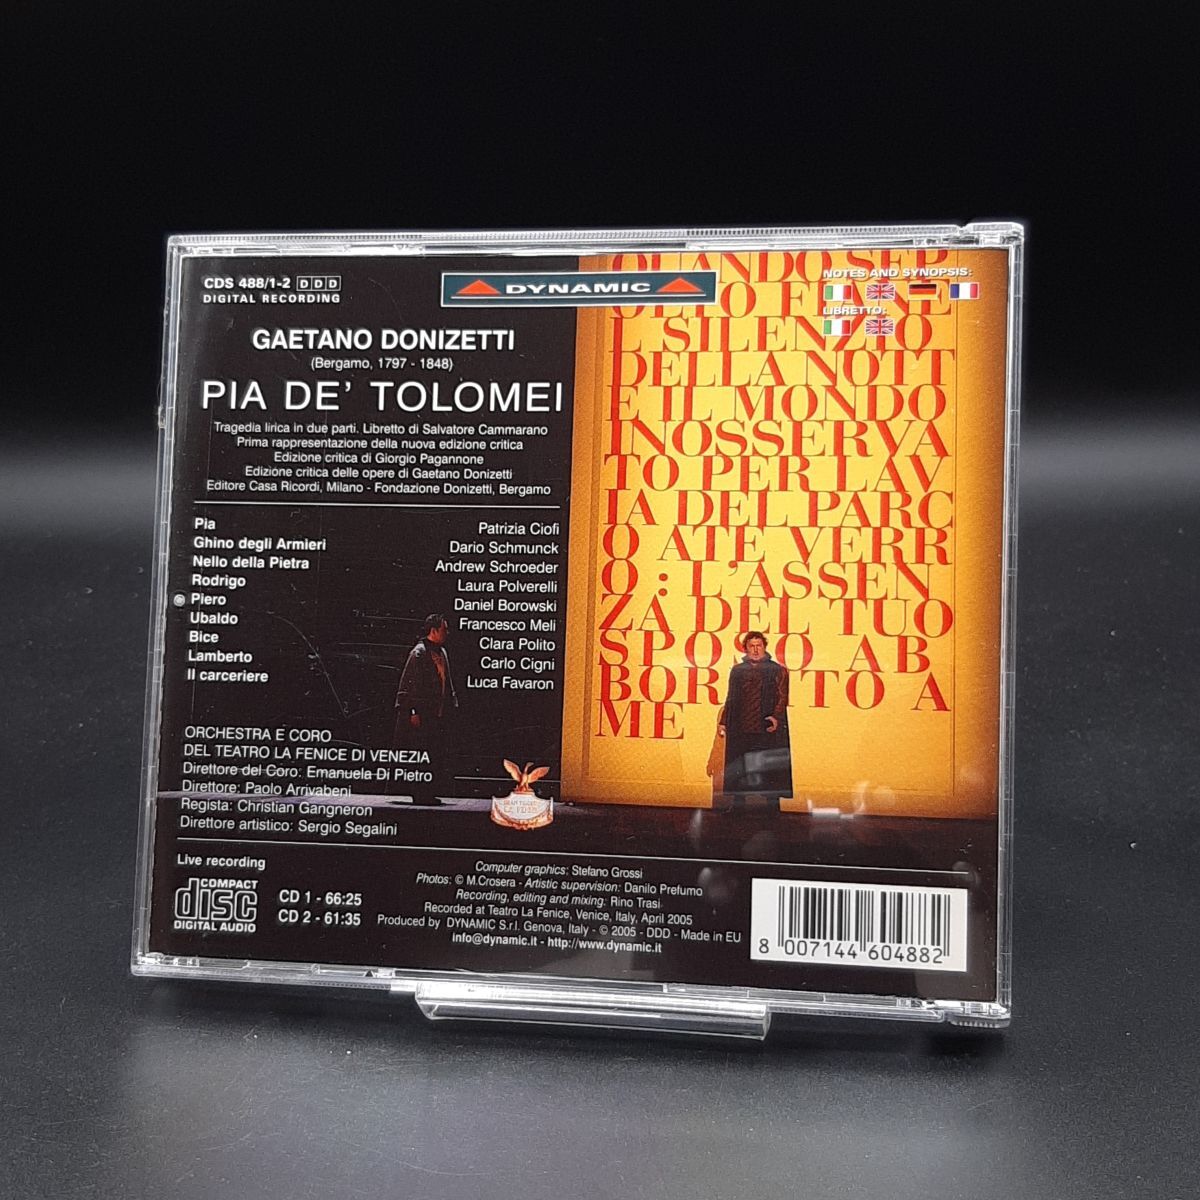 CDS 488/1-2 DDD
DIGITAL RECORDING
DYNAMIC
NOTES AND SYNOPSIS:
LIBRETTO:
GAETANO DONIZETTI
(Bergamo, 1797 - 1848)
PIA DE' TOLOMEI
Tragedia lirica in due parti. Libretto di Salvatore Cammarano
Prima rappresentazione della nuova edizione critica
Edizione critica di Giorgio Pagannone
Edizione critica delle opere di Gaetano Donizetti
Editore Casa Ricordi, Milano - Fondazione Donizetti, Bergamo
Pia Patrizia Ciofi
Ghino degli Armieri Dario Schmunck
Nello della Pietra Andrew Schroeder
Rodrigo Laura Polverelli
Piero Daniel Borowski
Ubaldo Francesco Meli
Bice Clara Polito
Lamberto Carlo Cigni
Il carceriere Luca Favaron
ORCHESTRA E CORO
DEL TEATRO LA FENICE DI VENEZIA
Direttore del Coro: Emanuela Di Pietro
Direttore: Paolo Arrivabeni
Regista: Christian Gangneron
Direttore artistico: Sergio Segalini
QUANDO SEP
L SILENZIO
DELLA NOTT
E IL MONDO
INOSSERVA
TO PER LA V
IA DEL PARC
O A TE VERR
O : L'ASSEN
ZA DEL TUO
SPOSO AB
ME
Live recording
COMPACT
disc
DIGITAL AUDIO
CD 1 - 66:25
CD 2 - 61:35
Computer graphics: Stefano Grossi
Photos: © M.Crosera - Artistic supervision: Danilo Prefumo
Recording, editing and mixing: Rino Trasi
Recorded at Teatro La Fenice, Venice, Italy, April 2005
Produced by DYNAMIC S.r.l. Genova, Italy - © 2005 - DDD - Made in EU
info@dynamic.it - http://www.dynamic.it
8 007144 604882